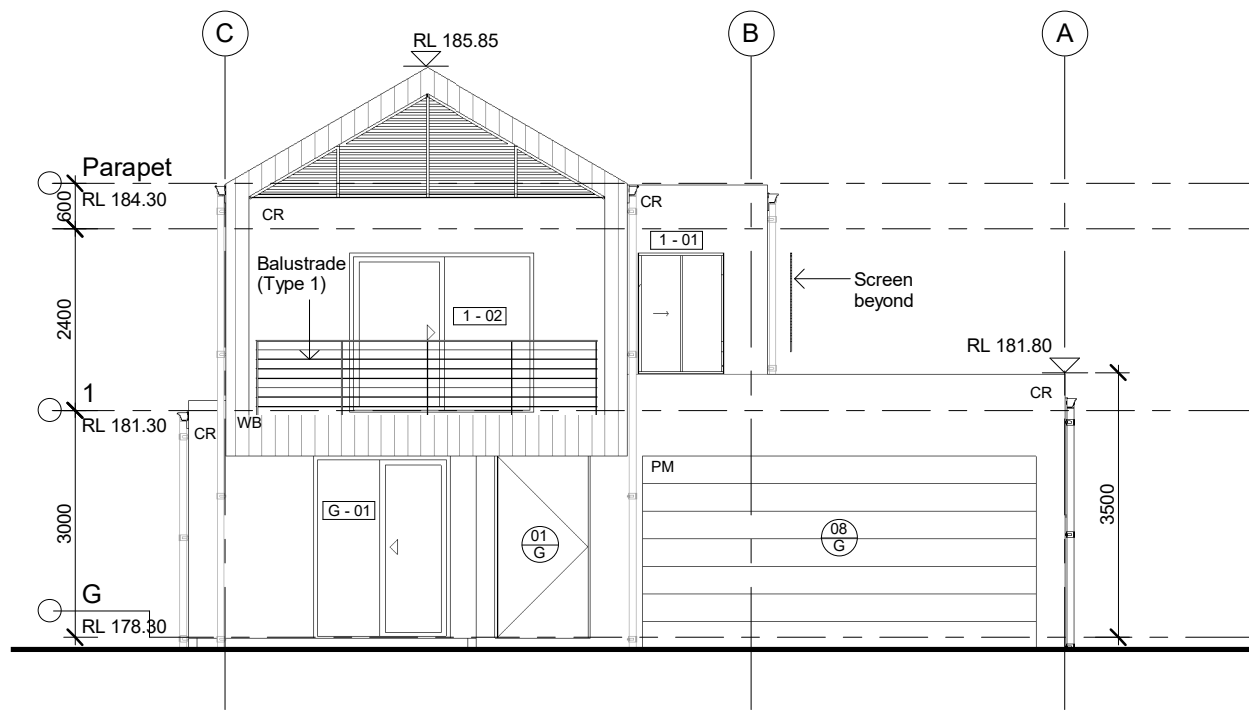 C
B
A
RL 185.85
Parapet
RL 184.30
600
CR
CR
1 - 01
Balustrade
(Type 1)
Screen
beyond
2400
1 - 02
RL 181.80
1
RL 181.30
CR
WB
CR
PM
G - 01
3000
01
G
08
G
3500
G
RL 178.30